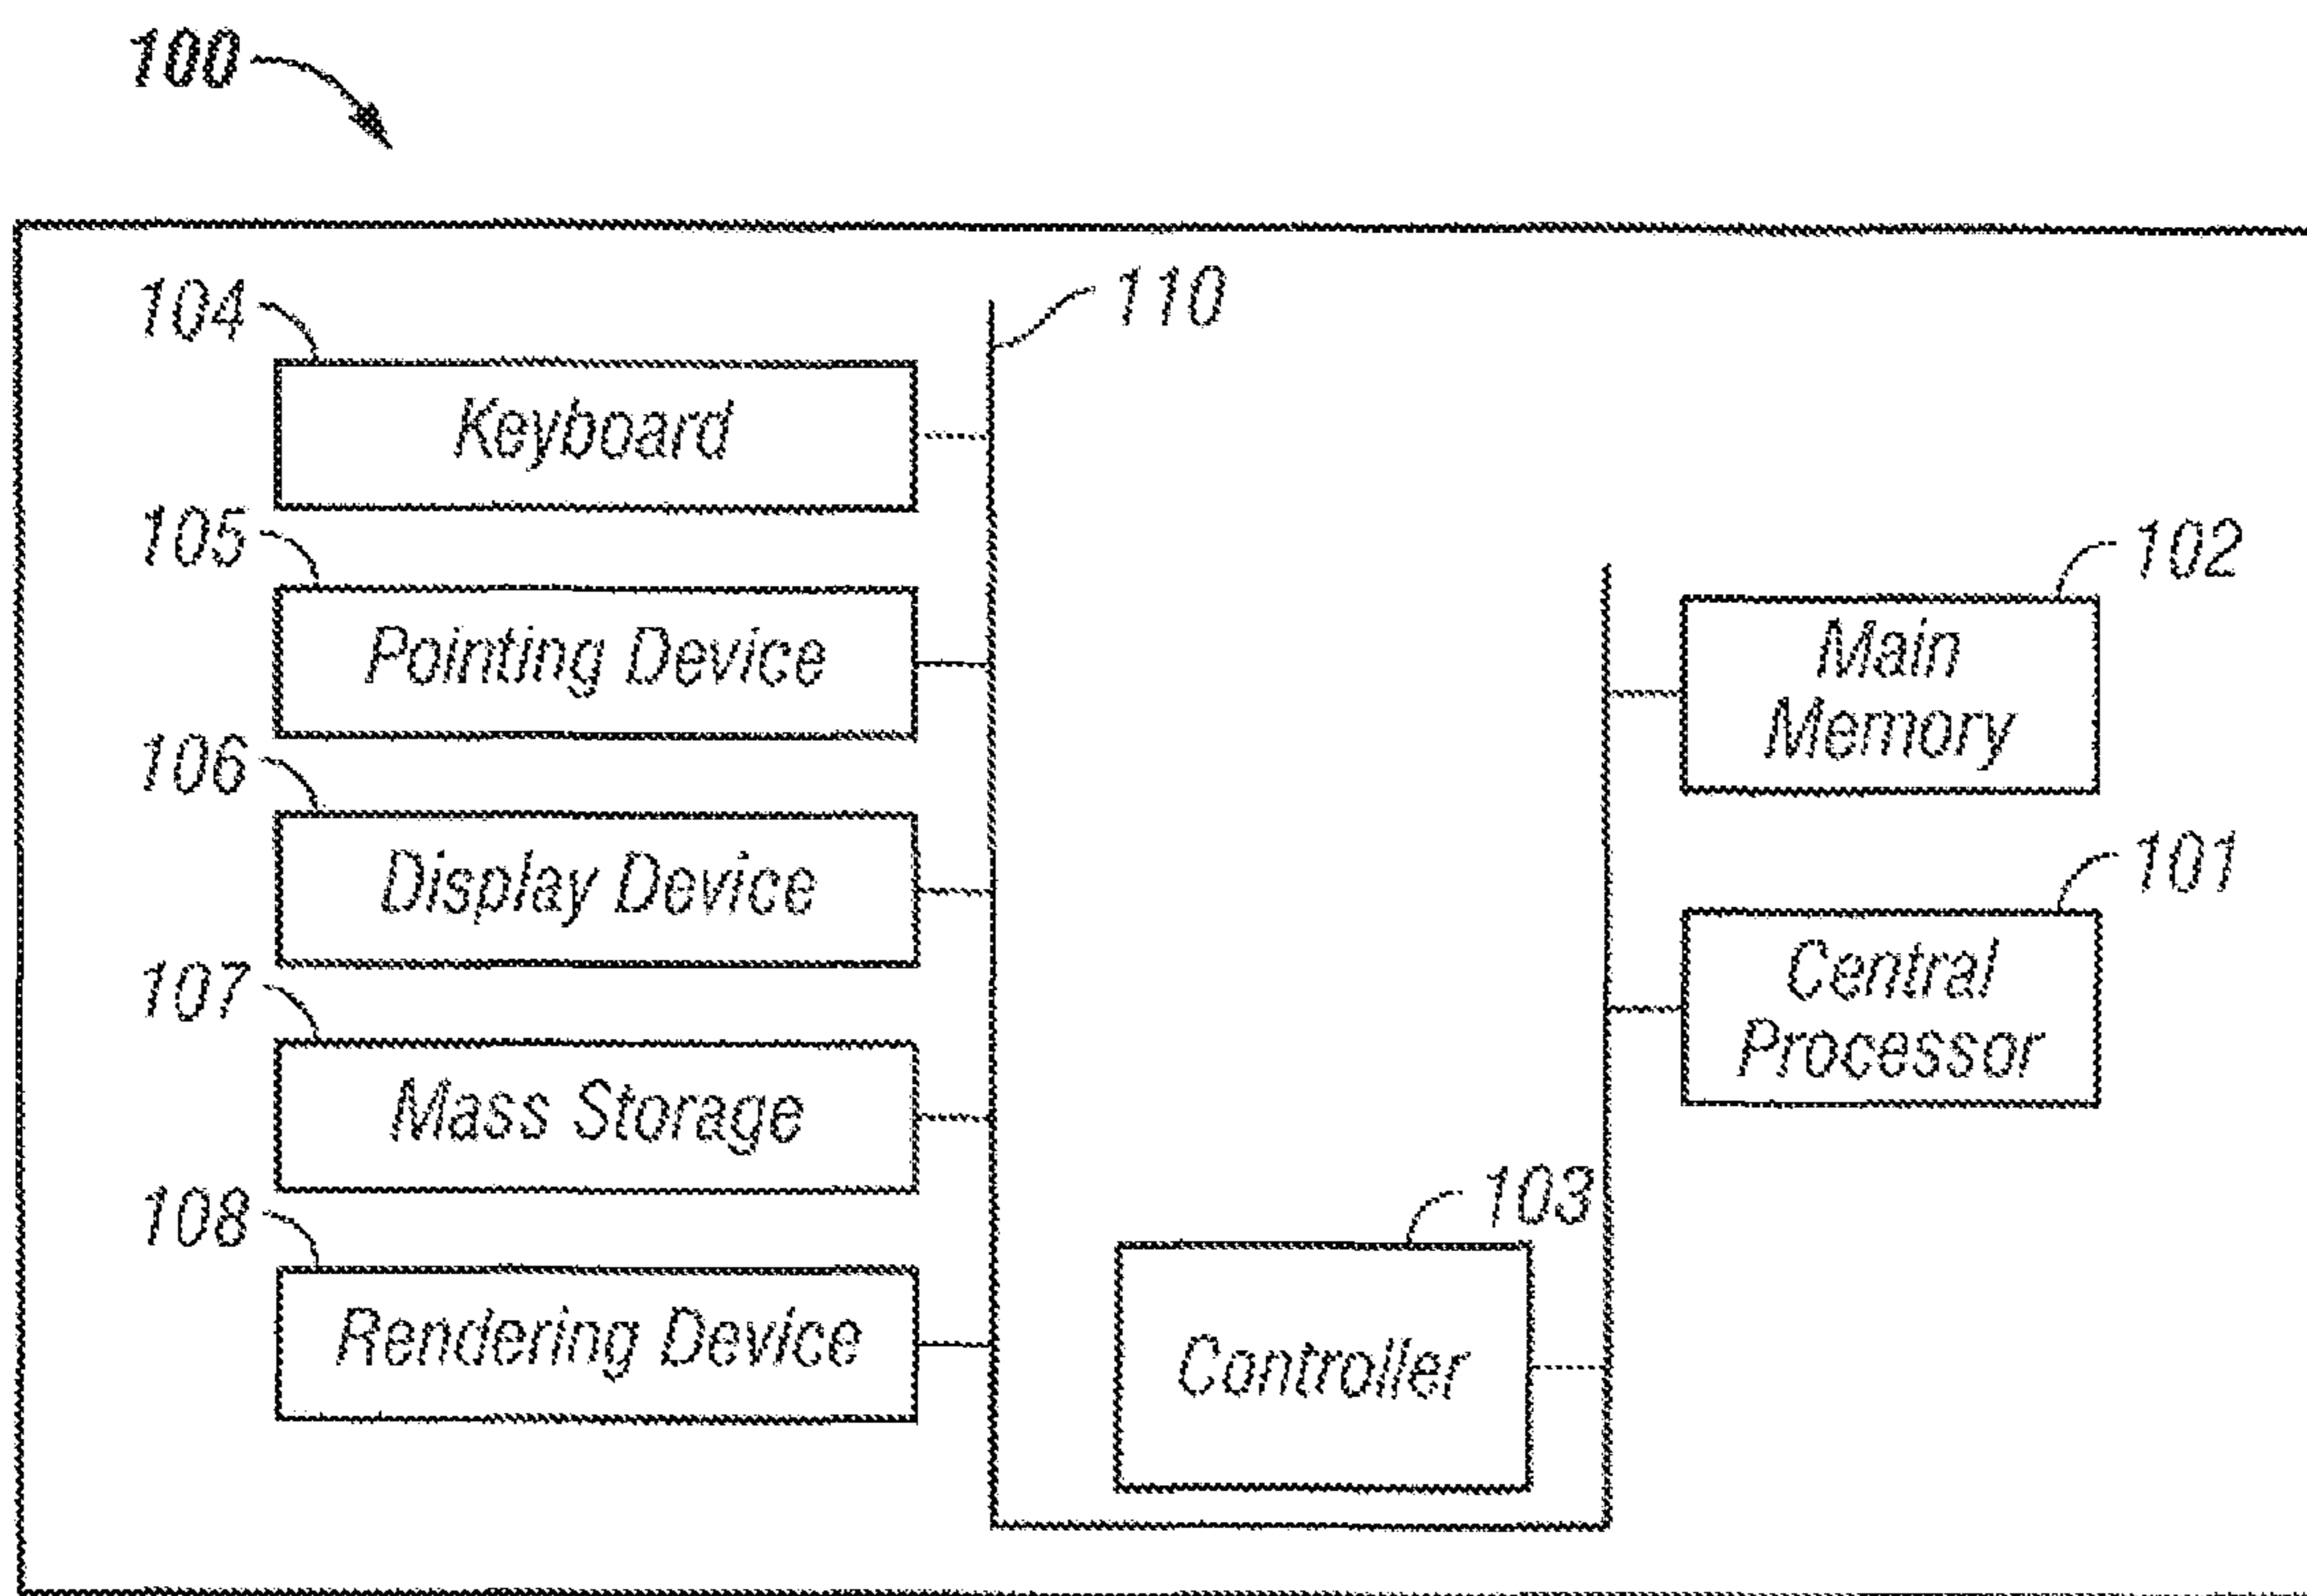 100
104
110
Keyboard
105
Pointing Device
106
Display Device
107
Mass Storage
108
Rendering Device
102
Main
Memory
101
Central
Processor
103
Controller